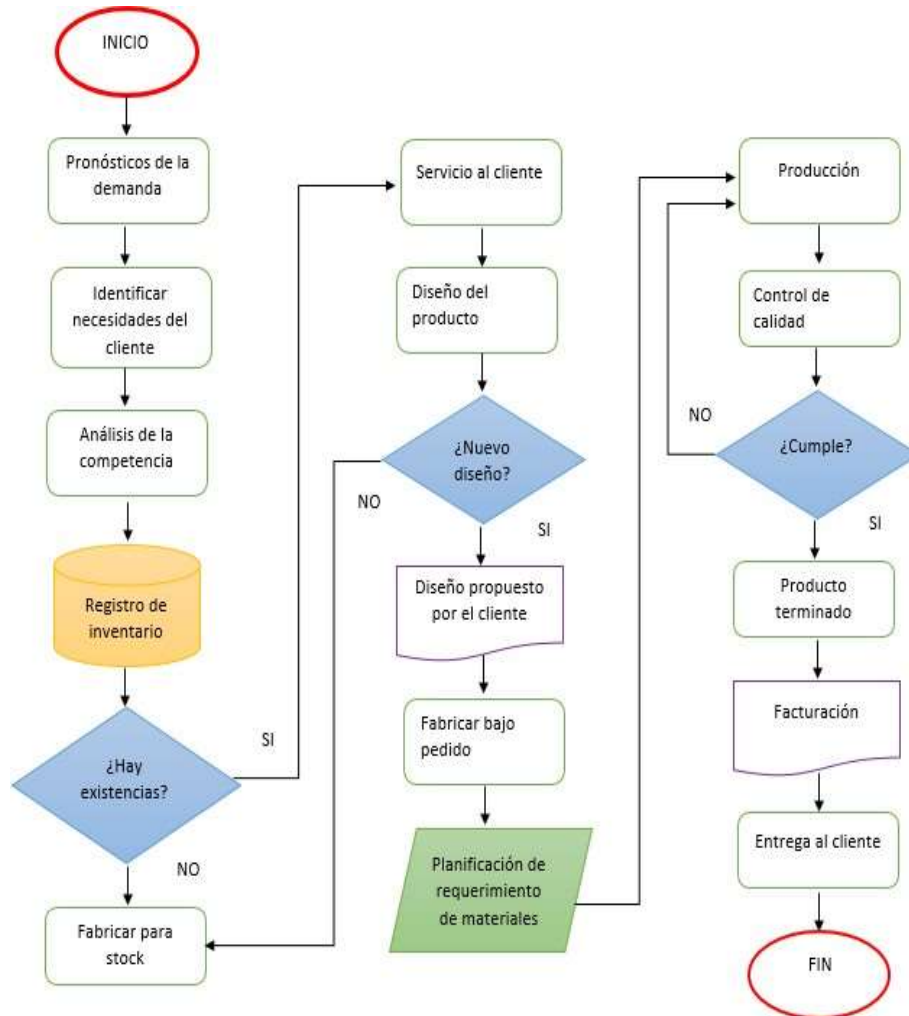 INICIO
Pronósticos de la
demanda
Identificar
necesidades del
cliente
Análisis de la
competencia
Registro de
inventario
¿Hay
existencias?
SI
NO
Fabricar para
stock
Servicio al cliente
Diseño del
producto
¿Nuevo
diseño?
NO
SI
Diseño propuesto
por el cliente
Fabricar bajo
pedido
Planificación de
requerimiento
de materiales
Producción
Control de
calidad
¿Cumple?
NO
SI
Producto
terminado
Facturación
Entrega al cliente
FIN